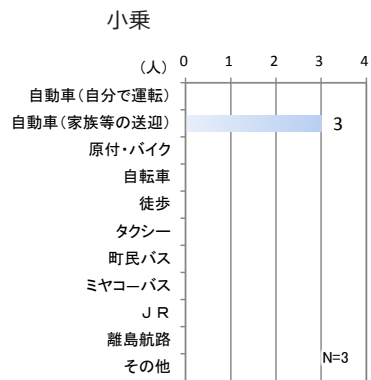 小乗
(人) 0 1 2 3 4
自動車(自分で運転)
自動車(家族等の送迎) 3
原付・バイク
自転車
徒歩
タクシー
町民バス
ミヤコーバス
ＪＲ
離島航路
その他 N=3